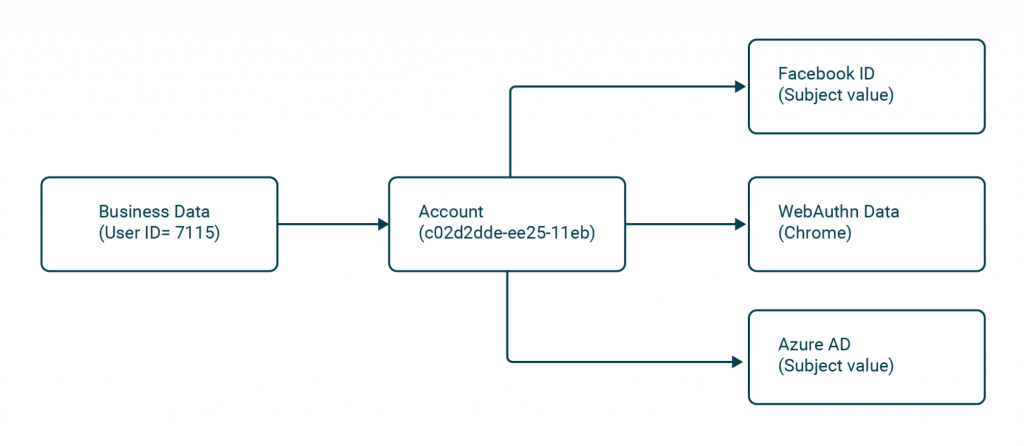 Facebook ID
(Subject value)
Business Data
(User ID= 7115)
Account
(c02d2dde-ee25-11eb)
WebAuthn Data
(Chrome)
Azure AD
(Subject value)